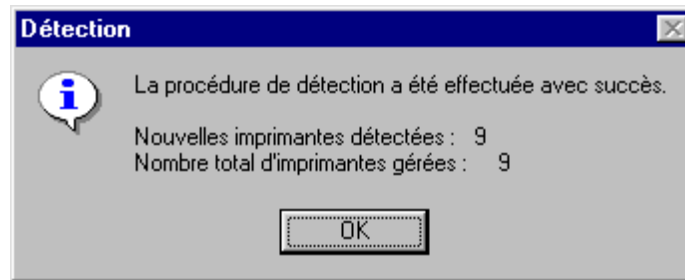 Détection
La procédure de détection a été effectuée avec succès.
Nouvelles imprimantes détectées : 9
Nombre total d'imprimantes gérées : 9
OK